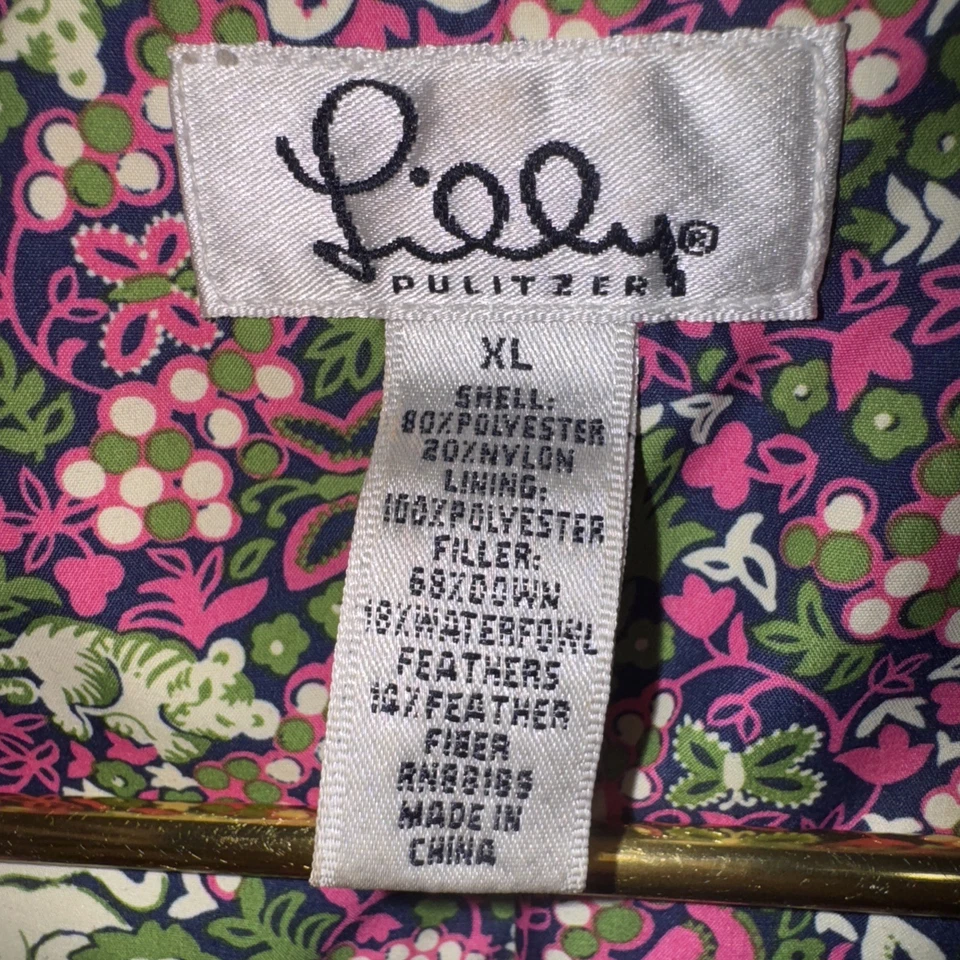 Lilly®
PULITZER
XL
SHELL:
80%POLYESTER
20%NYLON
LINING:
100%POLYESTER
FILLER:
68%DOWN
18%WATERFOWL
FEATHERS
14%FEATHER
FIBER
MADE IN
CHINA